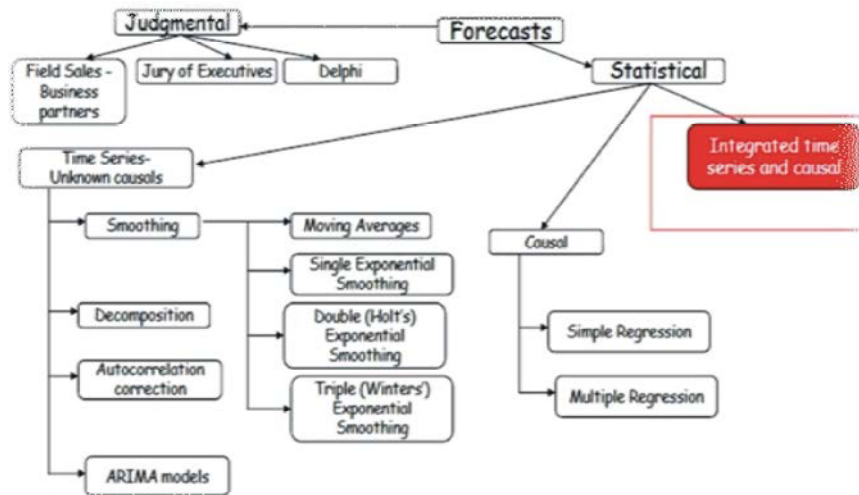 Judgmental
Forecasts
Field Sales -
Business
partners
Jury of Executives
Delphi
Statistical
Integrated time
series and causal
Time Series-
Unknown causals
Smoothing
Moving Averages
Causal
Single Exponential
Smoothing
Decomposition
Double (Holt's)
Exponential
Smoothing
Simple Regression
Autocorrelation
correction
Triple (Winters')
Exponential
Smoothing
Multiple Regression
ARIMA models